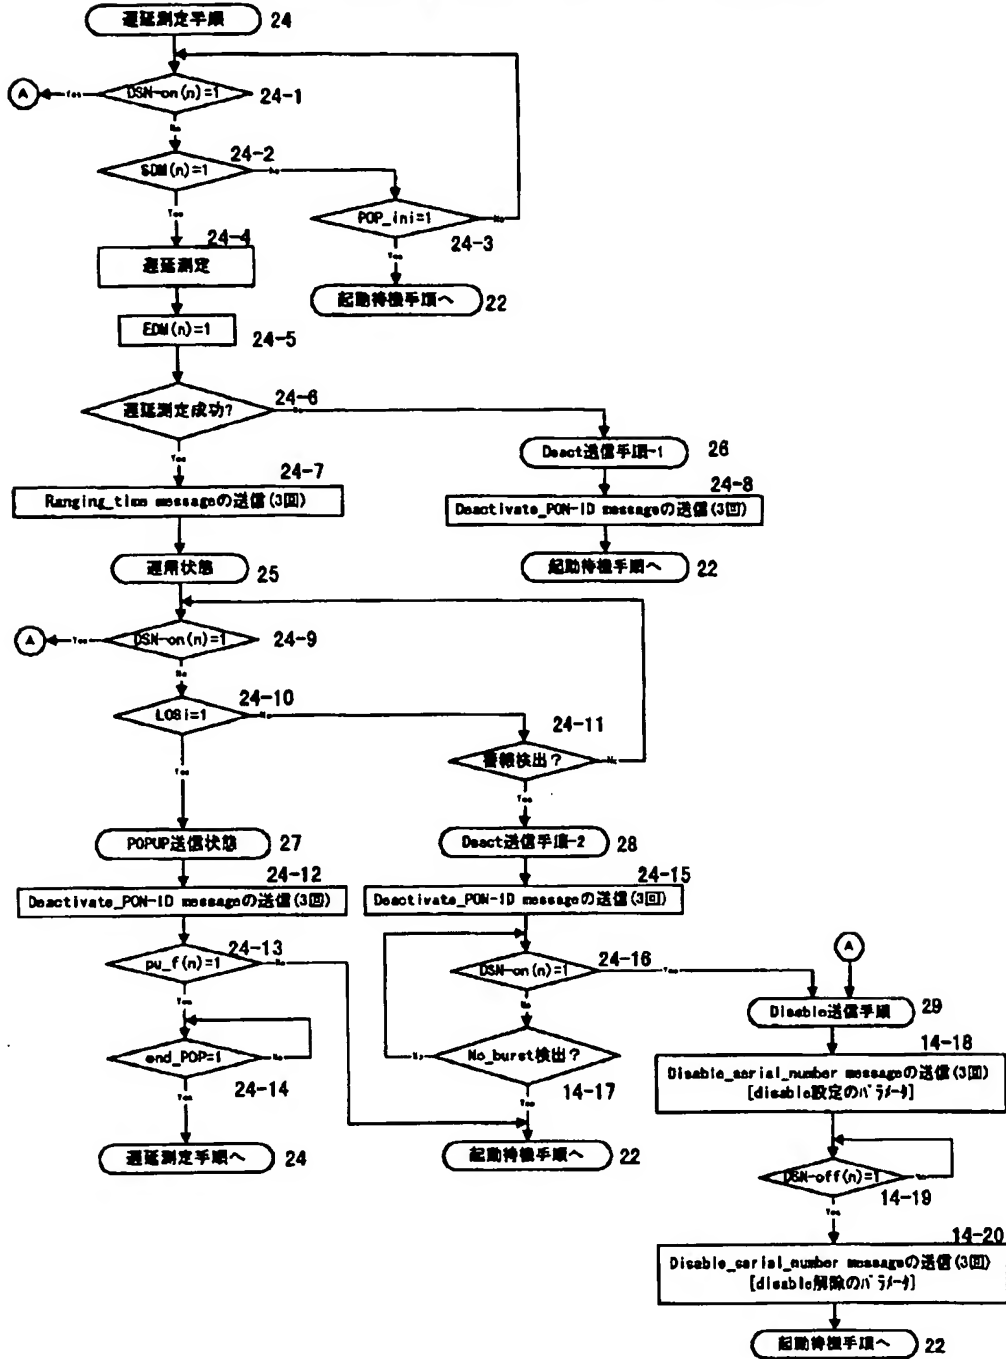 遅延測定手順 24
A Yes DSN-on(n)=1 24-1
No
24-2
SDM(n)=1 No
Yes
POP_ini=1 No
24-3
Yes
24-4
遅延測定
起動待機手順へ 22
EDM(n)=1
24-5
24-6
遅延測定成功? No
Yes
Deact送信手順-1 26
24-7
Ranging_time messageの送信(3回)
24-8
Deactivate_PON-ID messageの送信(3回)
運用状態 25
起動待機手順へ 22
A Yes DSN-on(n)=1 24-9
No
24-10
LOSi=1 No
24-11
警報検出? No
Yes
Yes
POPUP送信状態 27
Deact送信手順-2 28
24-12
Deactivate_PON-ID messageの送信(3回)
24-15
Deactivate_PON-ID messageの送信(3回)
24-13
pu_f(n)=1 No
Yes
24-16
DSN-on(n)=1 Yes
No
A
Disable送信手順 29
end_POP=1 No
24-14
Yes
No No_burst検出?
14-17
Yes
14-18
Disable_serial_number messageの送信(3回)
[disable設定のパラメータ]
遅延測定手順へ 24
起動待機手順へ 22
DSN-off(n)=1 No
14-19
Yes
14-20
Disable_serial_number messageの送信(3回)
[disable解除のパラメータ]
起動待機手順へ 22